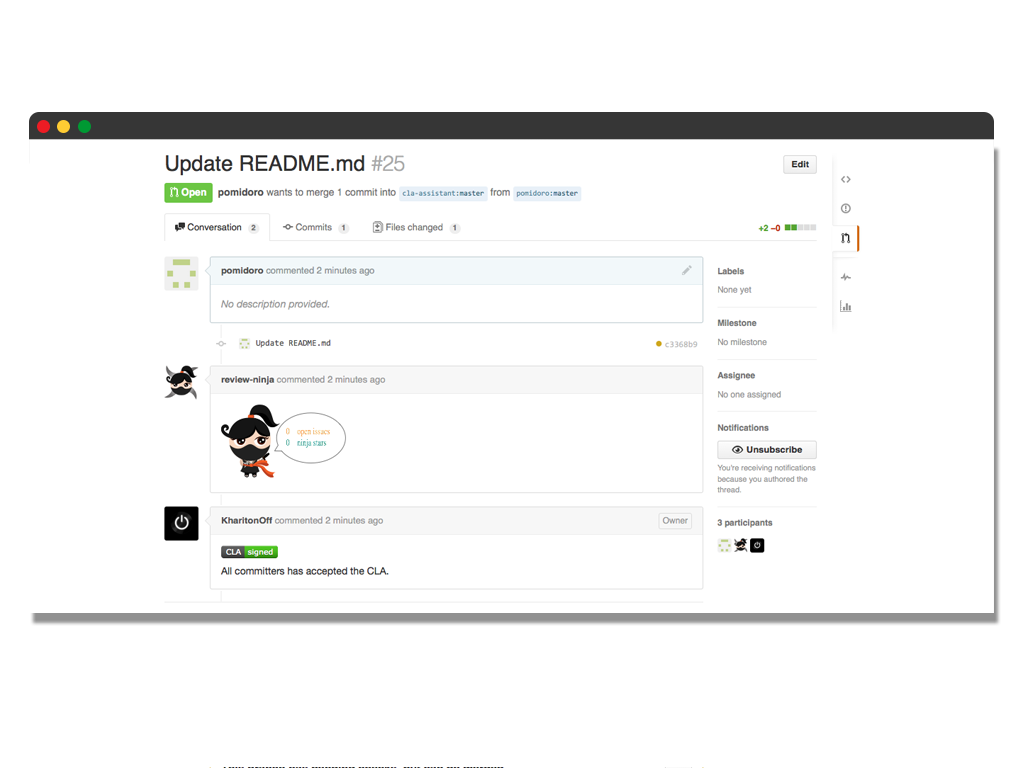 Update README.md #25
Edit
Open pomidoro wants to merge 1 commit into cla-assistant:master from pomidoro:master
Conversation 2 Commits 1 Files changed 1 +2 −0
pomidoro commented 2 minutes ago
No description provided.
Update README.md c3368b9
review-ninja commented 2 minutes ago
0 open issues
0 ninja stars
KharitonOff commented 2 minutes ago Owner
CLA signed
All committers has accepted the CLA.
Labels
None yet
Milestone
No milestone
Assignee
No one assigned
Notifications
Unsubscribe
You're receiving notifications
because you authored the
thread.
3 participants